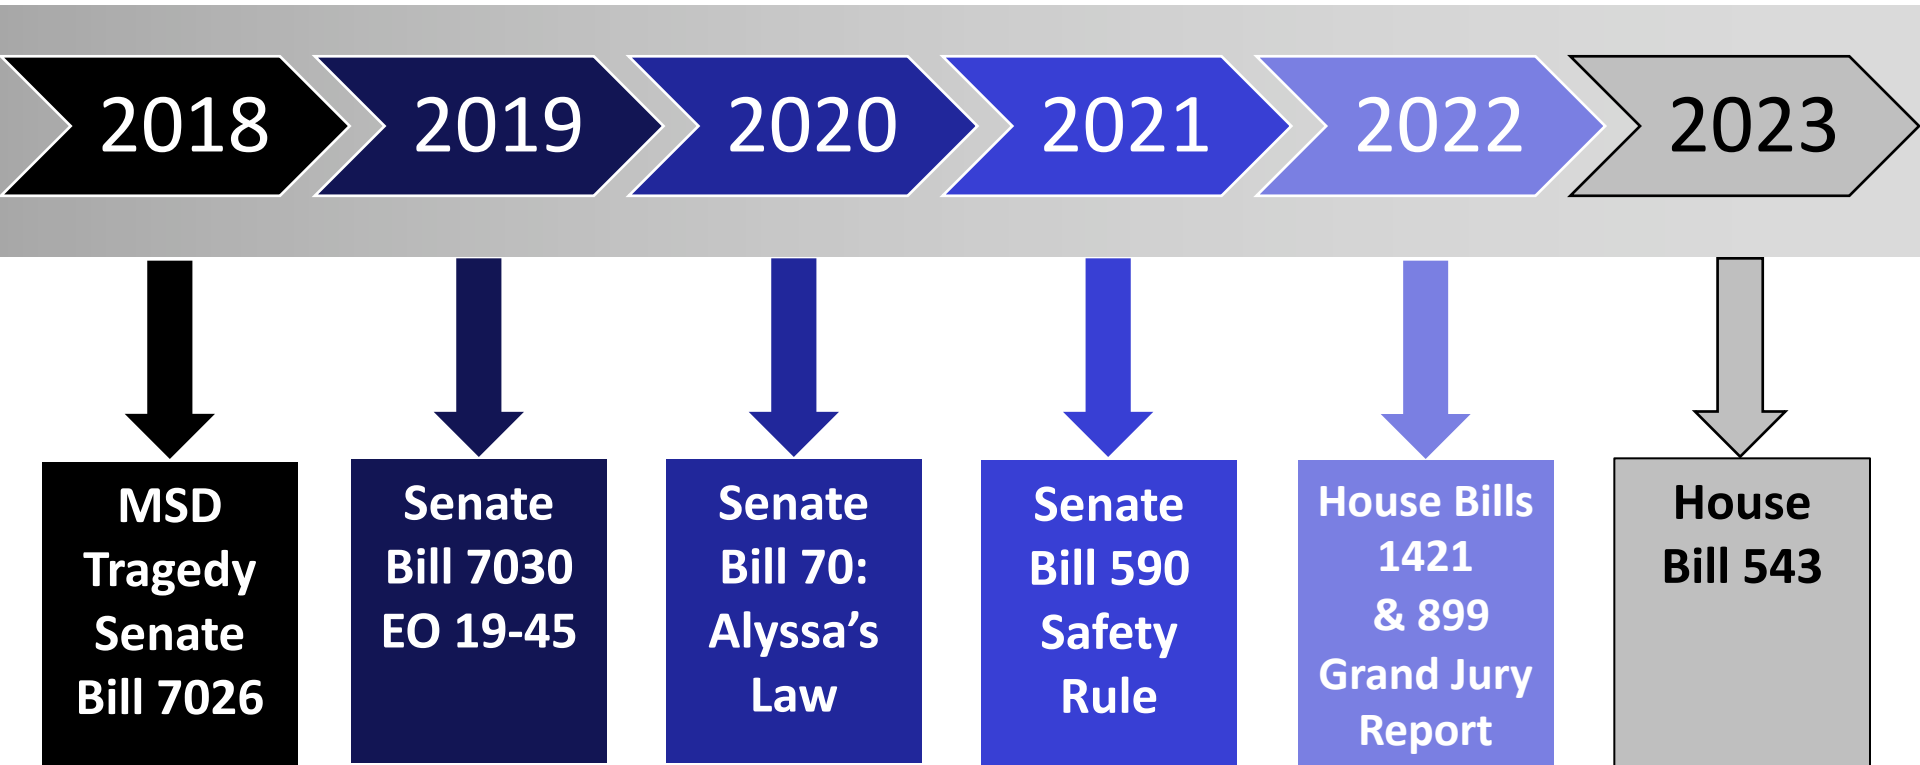 2018
2019
2020
2021
2022
2023
MSD
Tragedy
Senate
Bill 7026
Senate
Bill 7030
EO 19-45
Senate
Bill 70:
Alyssa’s
Law
Senate
Bill 590
Safety
Rule
House Bills
1421
& 899
Grand Jury
Report
House
Bill 543